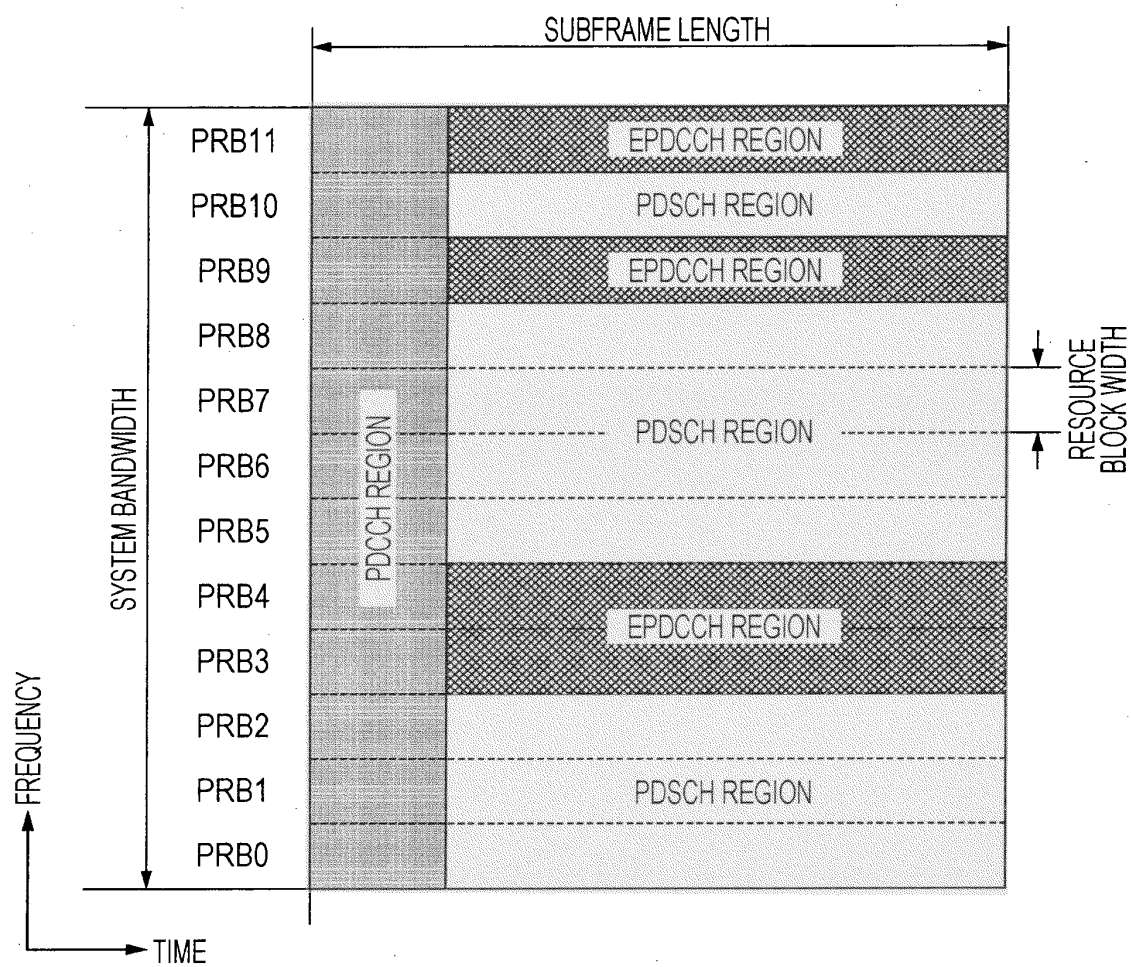 SUBFRAME LENGTH
PRB11
EPDCCH REGION
PRB10
PDSCH REGION
PRB9
EPDCCH REGION
PRB8
PRB7
PDSCH REGION
PRB6
PRB5
PRB4
EPDCCH REGION
PRB3
PRB2
PRB1
PDSCH REGION
PRB0
SYSTEM BANDWIDTH
PDCCH REGION
RESOURCE
BLOCK WIDTH
FREQUENCY
TIME